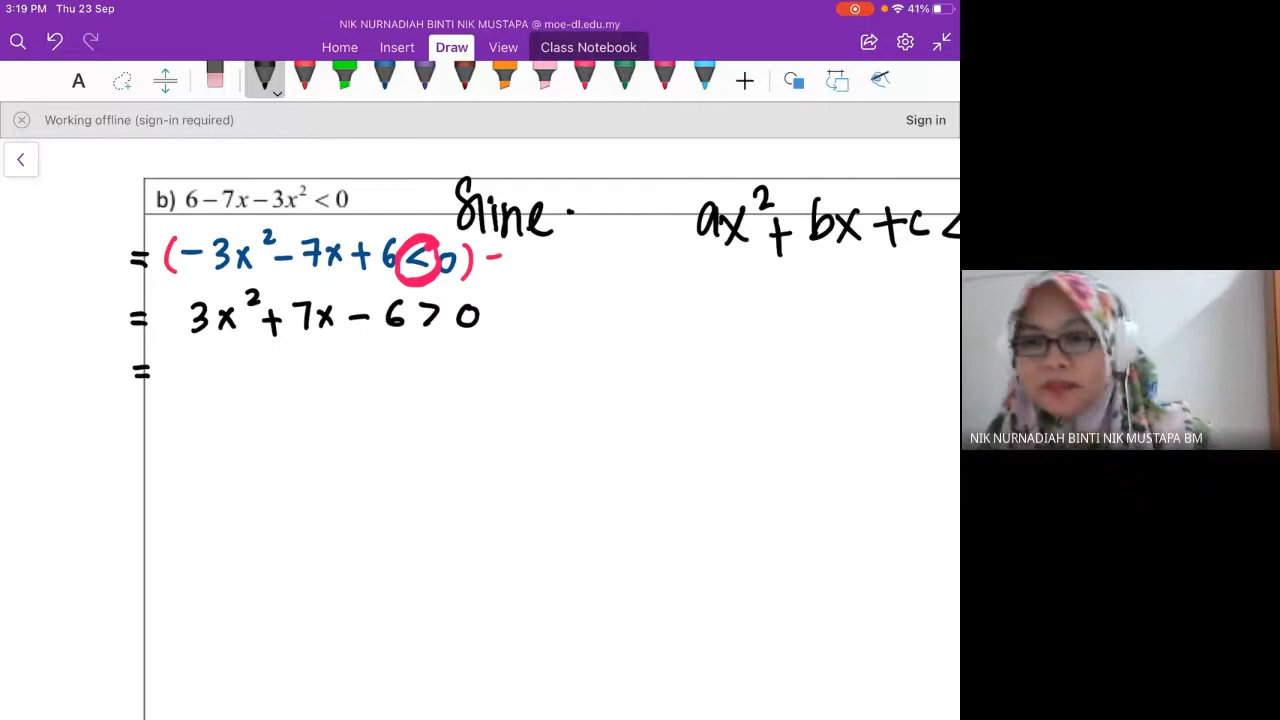 3:19 PM Thu 23 Sep
41%
NIK NURNADIAH BINTI NIK MUSTAPA @ moe-dl.edu.my
Home Insert Draw View Class Notebook
A
Working offline (sign-in required) Sign in
b) 6 – 7x – 3x² < 0
ax² + bx + c <
= ( – 3x² – 7x + 6 < 0 ) –
= 3x² + 7x – 6 > 0
=
NIK NURNADIAH BINTI NIK MUSTAPA BM